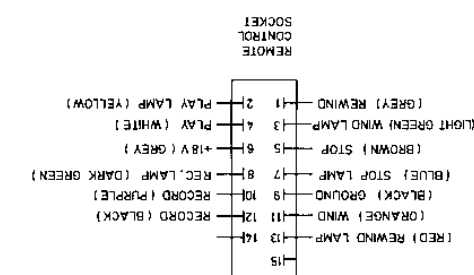 15
(RED) REWIND LAMP 13 14
(ORANGE) WIND 11 12 RECORD (BLACK)
(BLACK) GROUND 9 10 RECORD (PURPLE)
(BLUE) STOP LAMP 7 8 REC. LAMP (DARK GREEN)
(BROWN) STOP 5 6 +18V (GREY)
(LIGHT GREEN) WIND LAMP 3 4 PLAY (WHITE)
(GREY) REWIND 1 2 PLAY LAMP (YELLOW)
REMOTE
CONTROL
SOCKET